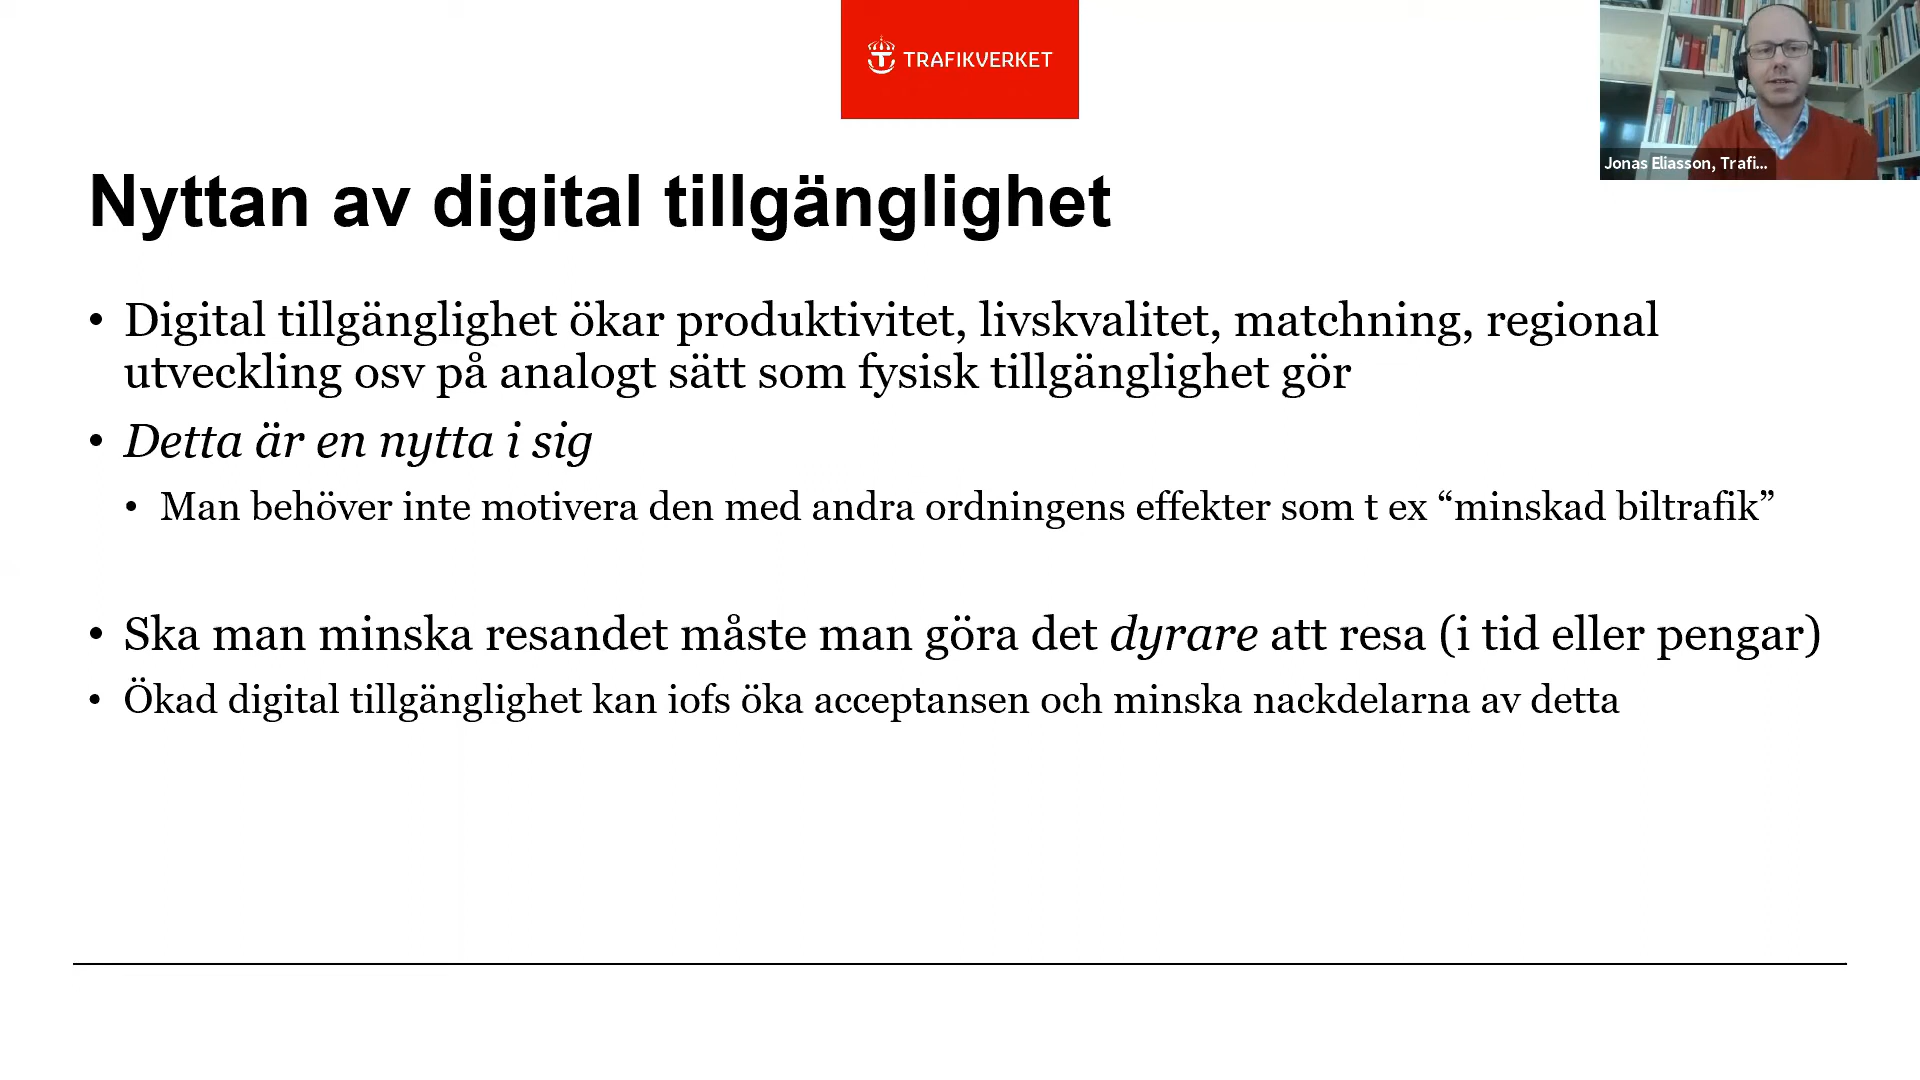 TRAFIKVERKET
Jonas Eliasson, Trafi...
Nyttan av digital tillgänglighet
• Digital tillgänglighet ökar produktivitet, livskvalitet, matchning, regional
utveckling osv på analogt sätt som fysisk tillgänglighet gör
• Detta är en nytta i sig
• Man behöver inte motivera den med andra ordningens effekter som t ex “minskad biltrafik”
• Ska man minska resandet måste man göra det dyrare att resa (i tid eller pengar)
• Ökad digital tillgänglighet kan iofs öka acceptansen och minska nackdelarna av detta